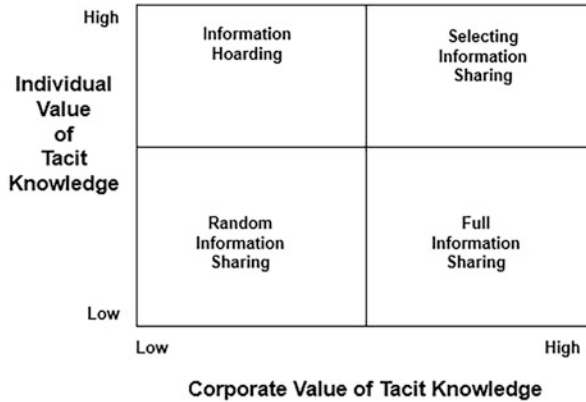 High
Information
Hoarding
Selecting
Information
Sharing
Individual
Value
of
Tacit
Knowledge
Random
Information
Sharing
Full
Information
Sharing
Low
Low
High
Corporate Value of Tacit Knowledge